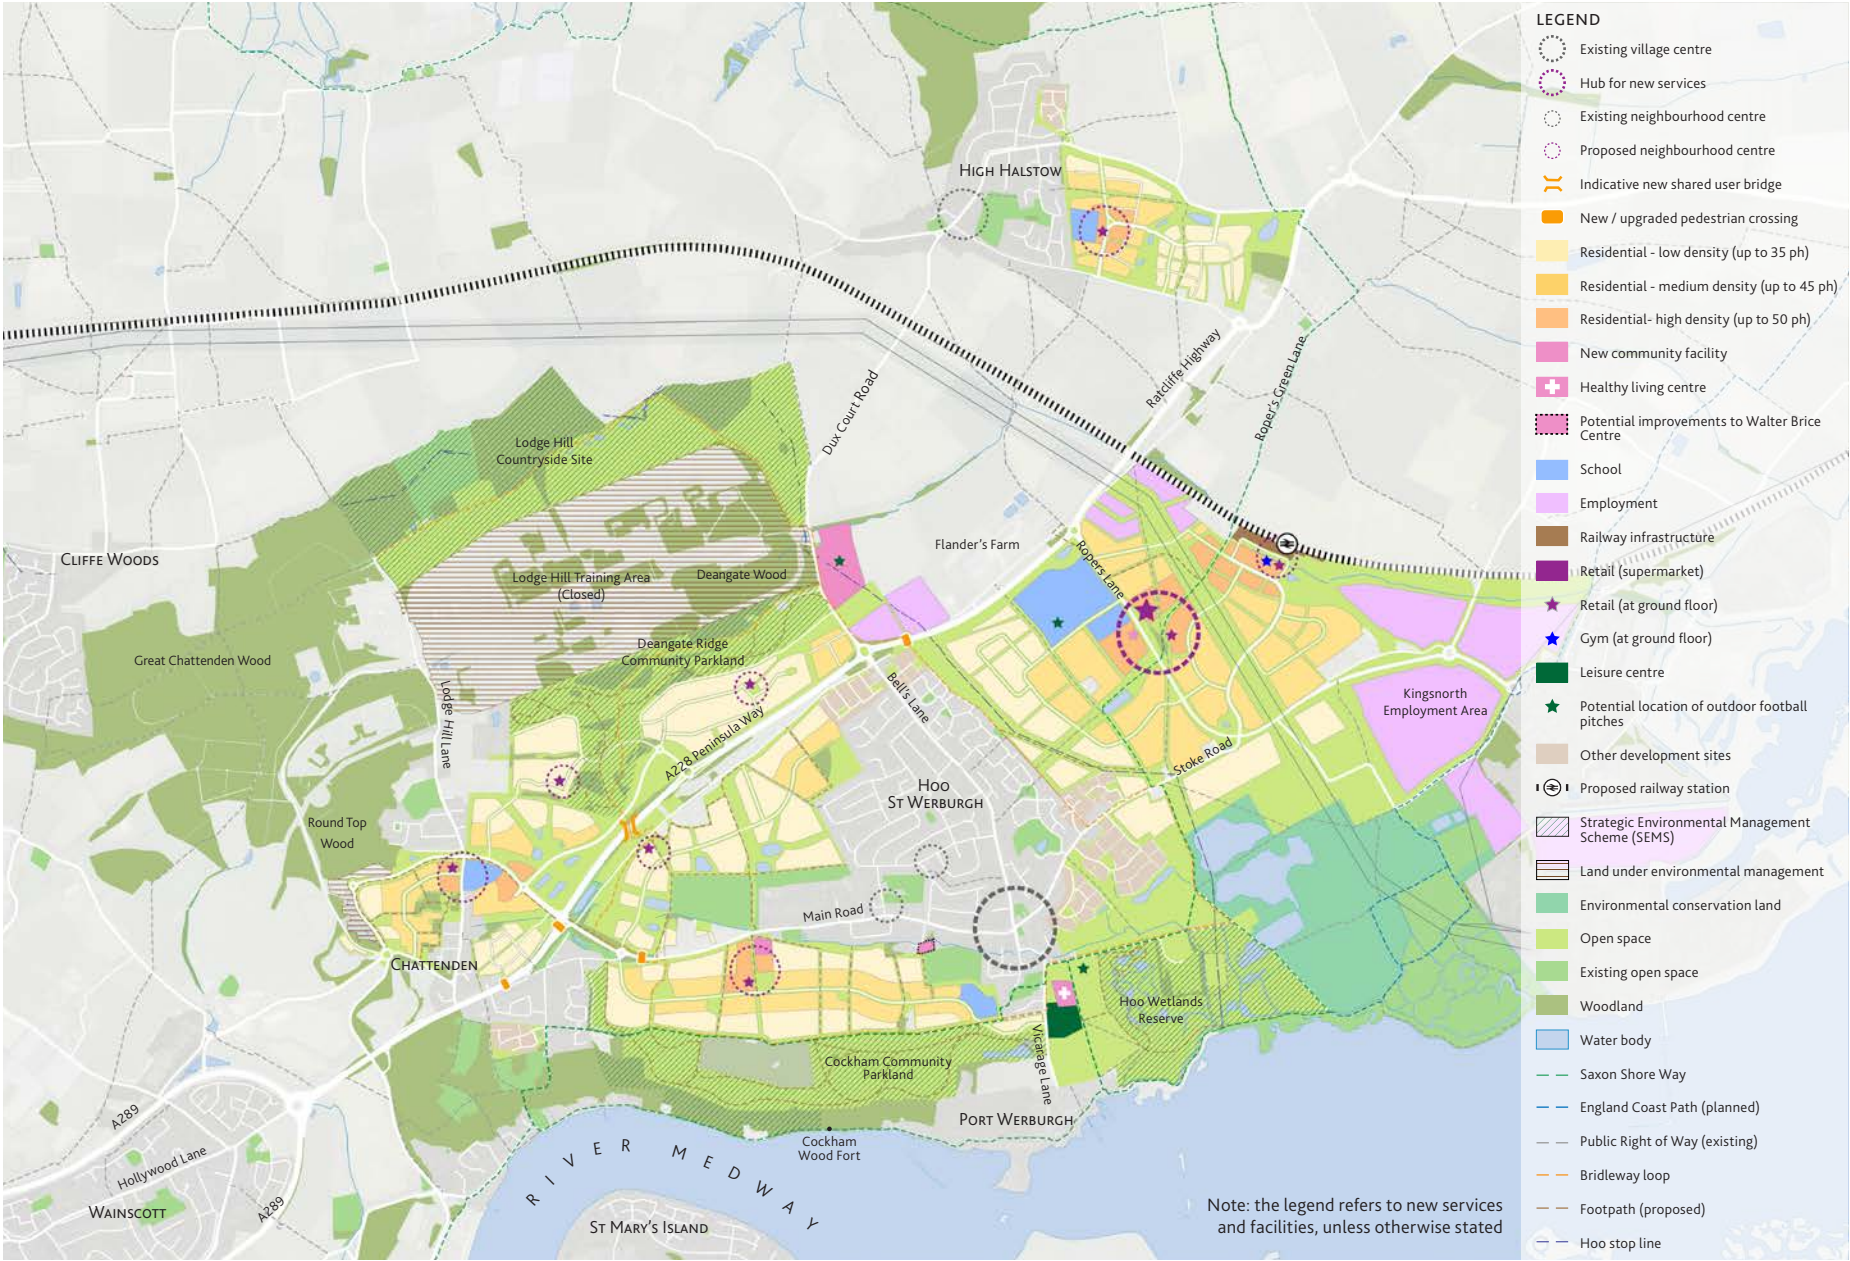 HIGH HALSTOW
Ratcliffe Highway
Roper's Green Lane
Dux Court Road
Lodge Hill
Countryside Site
CLIFFE WOODS
Flander's Farm
Ropers Lane
Lodge Hill Training Area
(Closed)
Deangate Wood
Great Chattenden Wood
Deangate Ridge
Community Parkland
Lodge Hill Lane
Bell's Lane
A228 Peninsula Way
Kingsnorth
Employment Area
Stoke Road
HOO
ST WERBURGH
Round Top
Wood
Main Road
CHATTENDEN
Hoo Wetlands
Reserve
Vicarage Lane
Cockham Community
Parkland
PORT WERBURGH
Cockham
Wood Fort
RIVER MEDWAY
A289
Hollywood Lane
A289
WAINSCOTT
ST MARY'S ISLAND
Note: the legend refers to new services
and facilities, unless otherwise stated
LEGEND
Existing village centre
Hub for new services
Existing neighbourhood centre
Proposed neighbourhood centre
Indicative new shared user bridge
New / upgraded pedestrian crossing
Residential - low density (up to 35 ph)
Residential - medium density (up to 45 ph)
Residential- high density (up to 50 ph)
New community facility
Healthy living centre
Potential improvements to Walter Brice
Centre
School
Employment
Railway infrastructure
Retail (supermarket)
Retail (at ground floor)
Gym (at ground floor)
Leisure centre
Potential location of outdoor football
pitches
Other development sites
Proposed railway station
Strategic Environmental Management
Scheme (SEMS)
Land under environmental management
Environmental conservation land
Open space
Existing open space
Woodland
Water body
Saxon Shore Way
England Coast Path (planned)
Public Right of Way (existing)
Bridleway loop
Footpath (proposed)
Hoo stop line